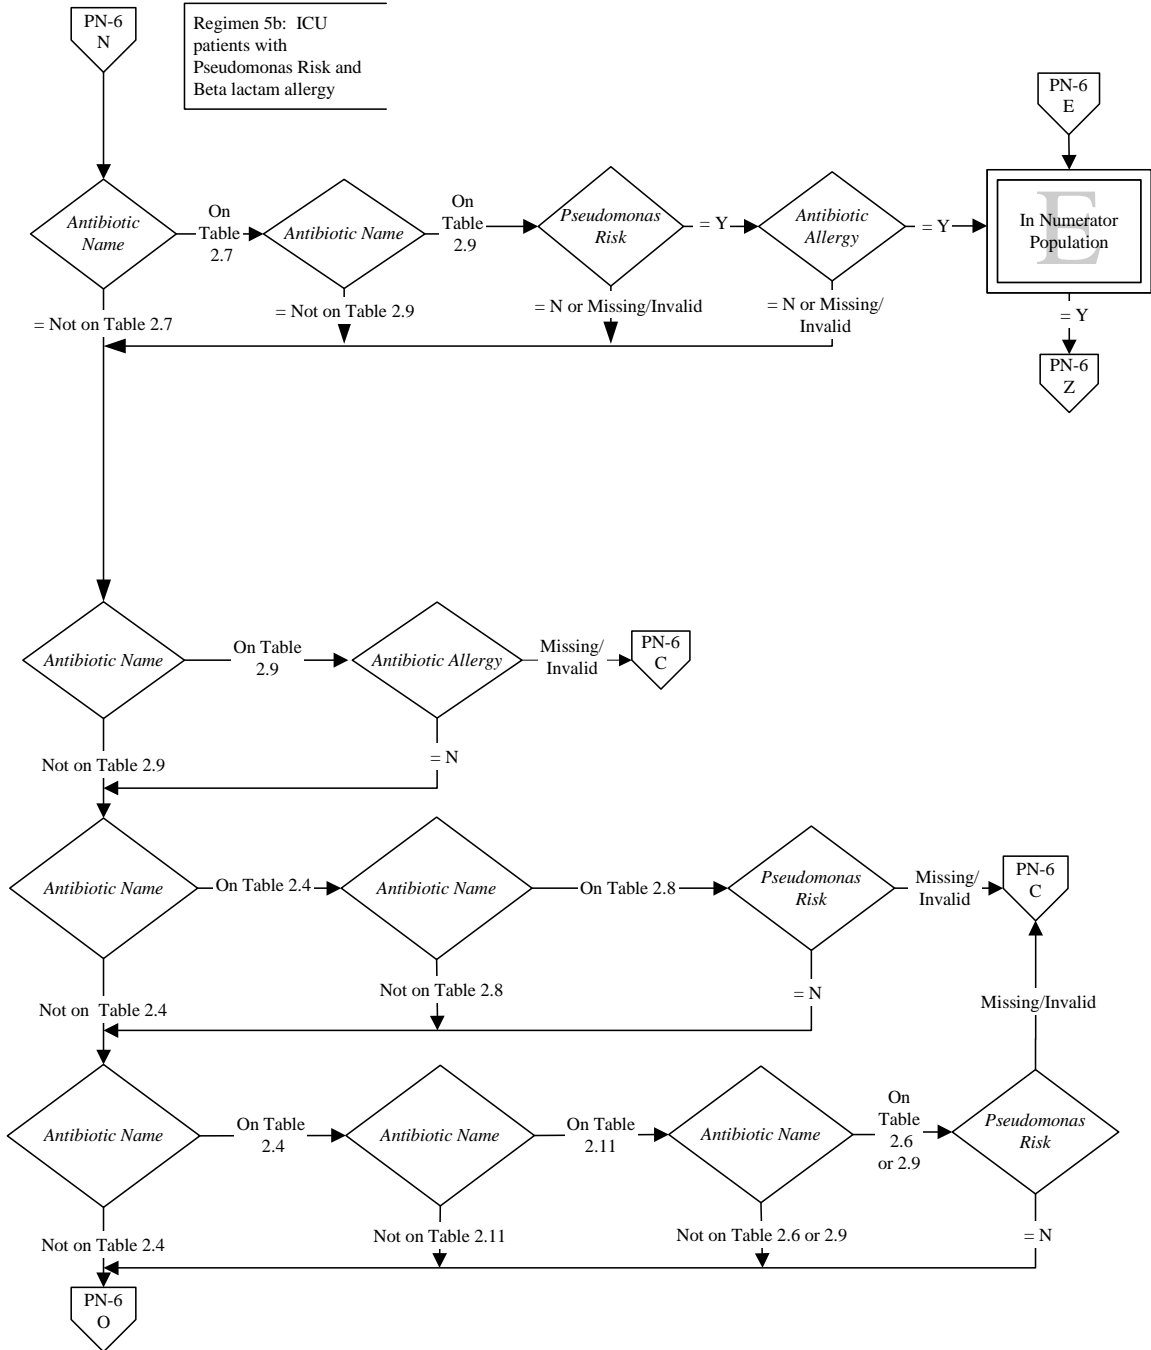 PN-6
N
Regimen 5b: ICU
patients with
Pseudomonas Risk and
Beta lactam allergy
PN-6
E
Antibiotic
Name
On
Table
2.7
Antibiotic Name
On
Table
2.9
Pseudomonas
Risk
= Y
Antibiotic
Allergy
= Y
E
In Numerator
Population
= Not on Table 2.7
= Not on Table 2.9
= N or Missing/Invalid
= N or Missing/
Invalid
= Y
PN-6
Z
Antibiotic Name
On Table
2.9
Antibiotic Allergy
Missing/
Invalid
PN-6
C
Not on Table 2.9
= N
Antibiotic Name
On Table 2.4
Antibiotic Name
On Table 2.8
Pseudomonas
Risk
Missing/
Invalid
PN-6
C
Not on Table 2.4
Not on Table 2.8
= N
Missing/Invalid
Antibiotic Name
On Table
2.4
Antibiotic Name
On Table
2.11
Antibiotic Name
On
Table
2.6
or 2.9
Pseudomonas
Risk
Not on Table 2.4
Not on Table 2.11
Not on Table 2.6 or 2.9
= N
PN-6
O